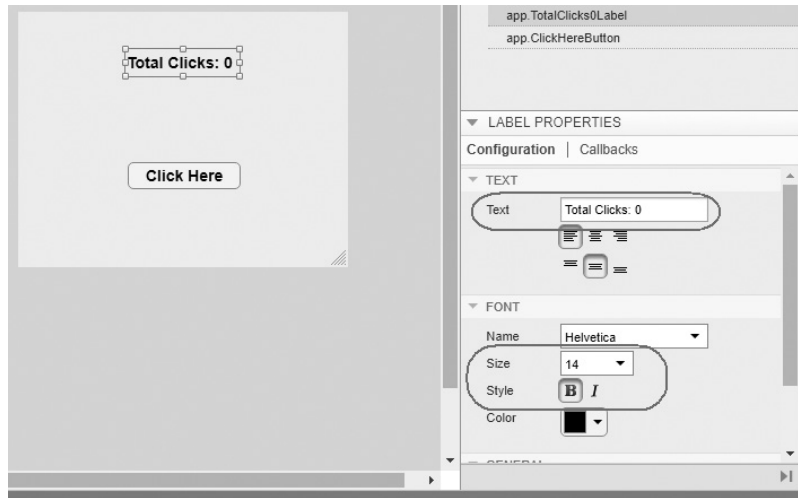 Total Clicks: 0
Click Here
app.TotalClicks0Label
app.ClickHereButton
LABEL PROPERTIES
Configuration | Callbacks
TEXT
Text Total Clicks: 0
FONT
Name Helvetica
Size 14
Style B I
Color